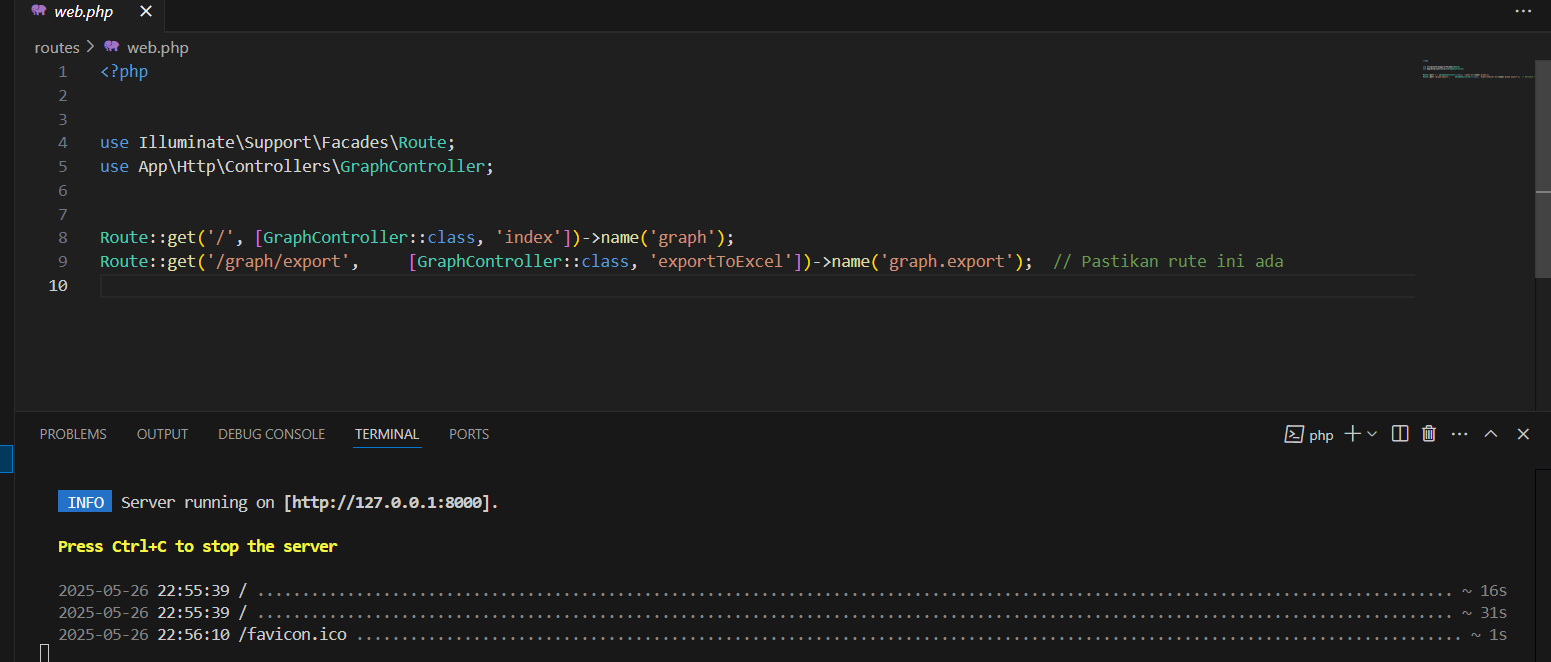 web.php
routes > web.php
1 <?php
2
3
4 use Illuminate\Support\Facades\Route;
5 use App\Http\Controllers\GraphController;
6
7
8 Route::get('/', [GraphController::class, 'index'])->name('graph');
9 Route::get('/graph/export',     [GraphController::class, 'exportToExcel'])->name('graph.export');  // Pastikan rute ini ada
10
PROBLEMS OUTPUT DEBUG CONSOLE TERMINAL PORTS php
INFO Server running on [http://127.0.0.1:8000].
Press Ctrl+C to stop the server
2025-05-26 22:55:39 / ........................................ ~ 16s
2025-05-26 22:55:39 / ........................................ ~ 31s
2025-05-26 22:56:10 /favicon.ico ........................................ ~ 1s